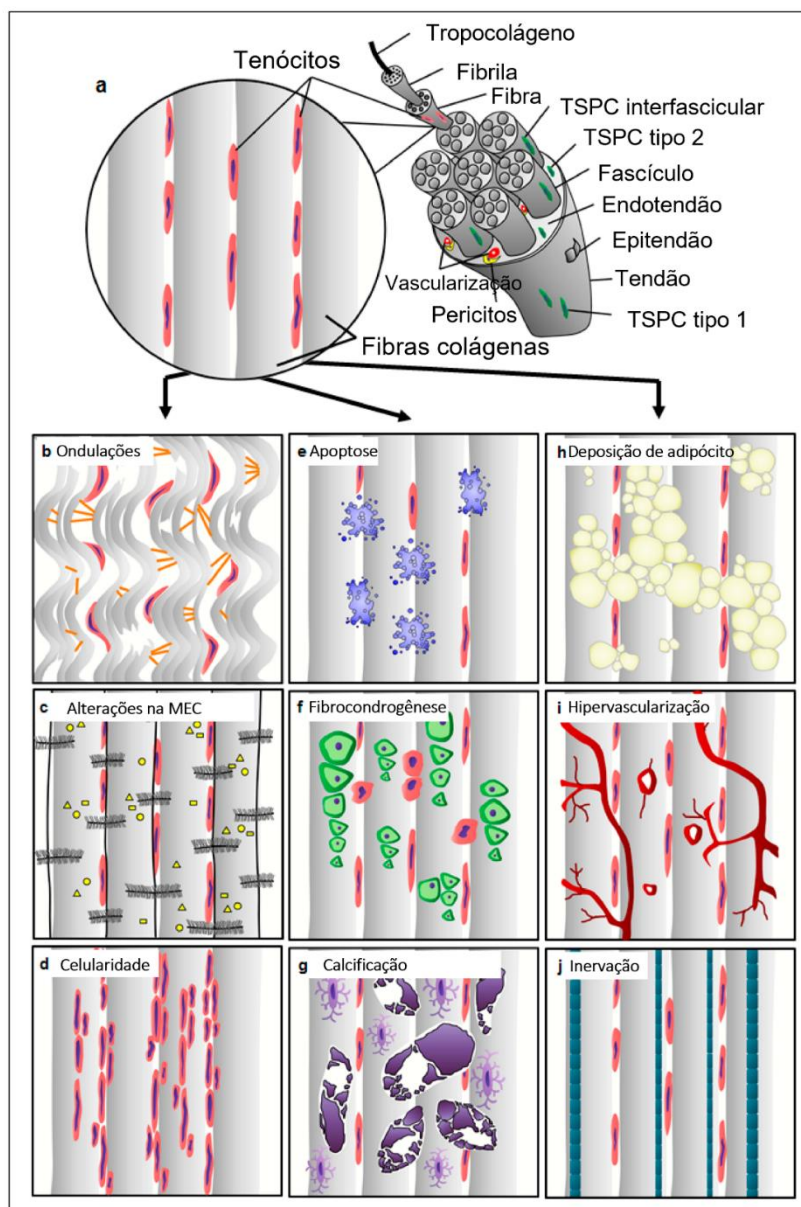 Tropocolágeno
Tenócitos
Fibrila
a
Fibra
TSPC interfascicular
TSPC tipo 2
Fascículo
Endotendão
Epitendão
Vascularização
Tendão
Pericitos
TSPC tipo 1
Fibras colágenas
b Ondulações
e Apoptose
h Deposição de adipócito
c Alterações na MEC
f Fibrocondrogênese
i Hipervascularização
d Celularidade
g Calcificação
j Inervação